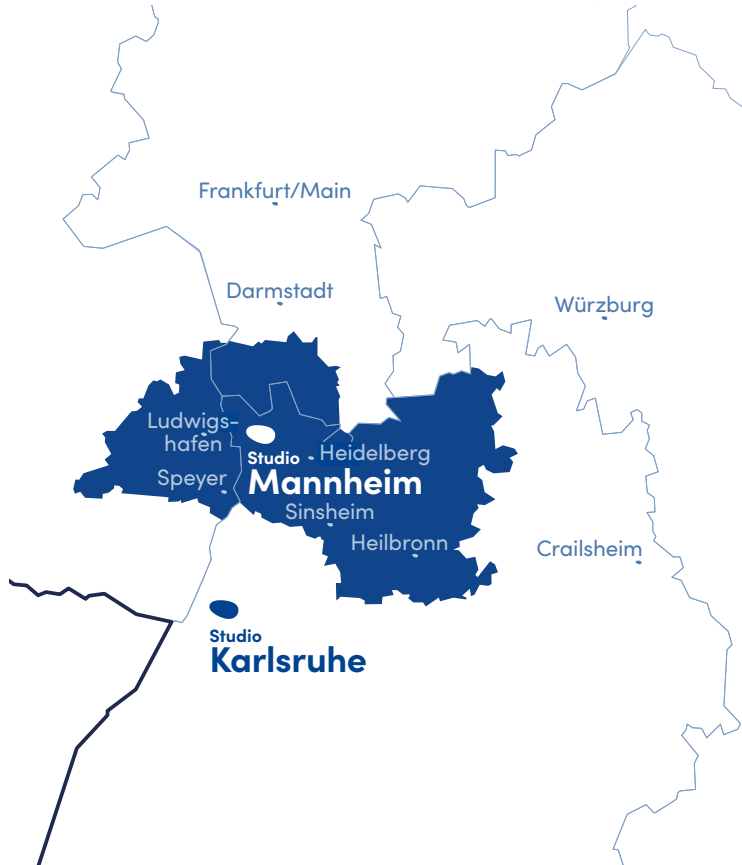 Frankfurt/Main
Darmstadt
Würzburg
Ludwigs-
hafen
Studio
Heidelberg
Speyer
Mannheim
Sinsheim
Heilbronn
Crailsheim
Studio
Karlsruhe